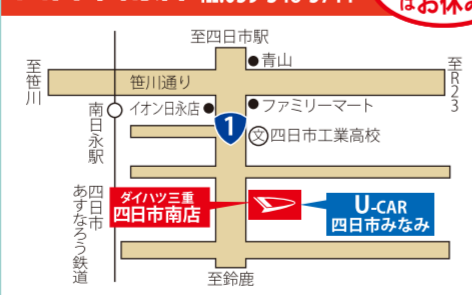 はお休み
至四日市駅
青山
至笹川
笹川通り
至R23
南日永駅
イオン日永店
ファミリーマート
1
文
四日市工業高校
四日市
あすなろう鉄道
ダイハツ三重
四日市南店
U-CAR
四日市みなみ
至鈴鹿